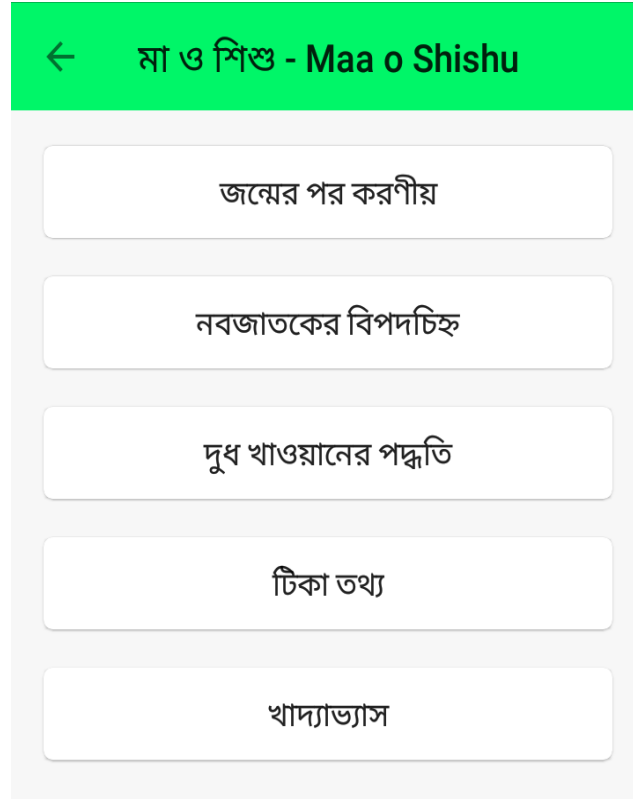 মা ও শিশু - Maa o Shishu
জন্মের পর করণীয়
নবজাতকের বিপদচিহ্ন
দুধ খাওয়ানের পদ্ধতি
টিকা তথ্য
খাদ্যাভ্যাস